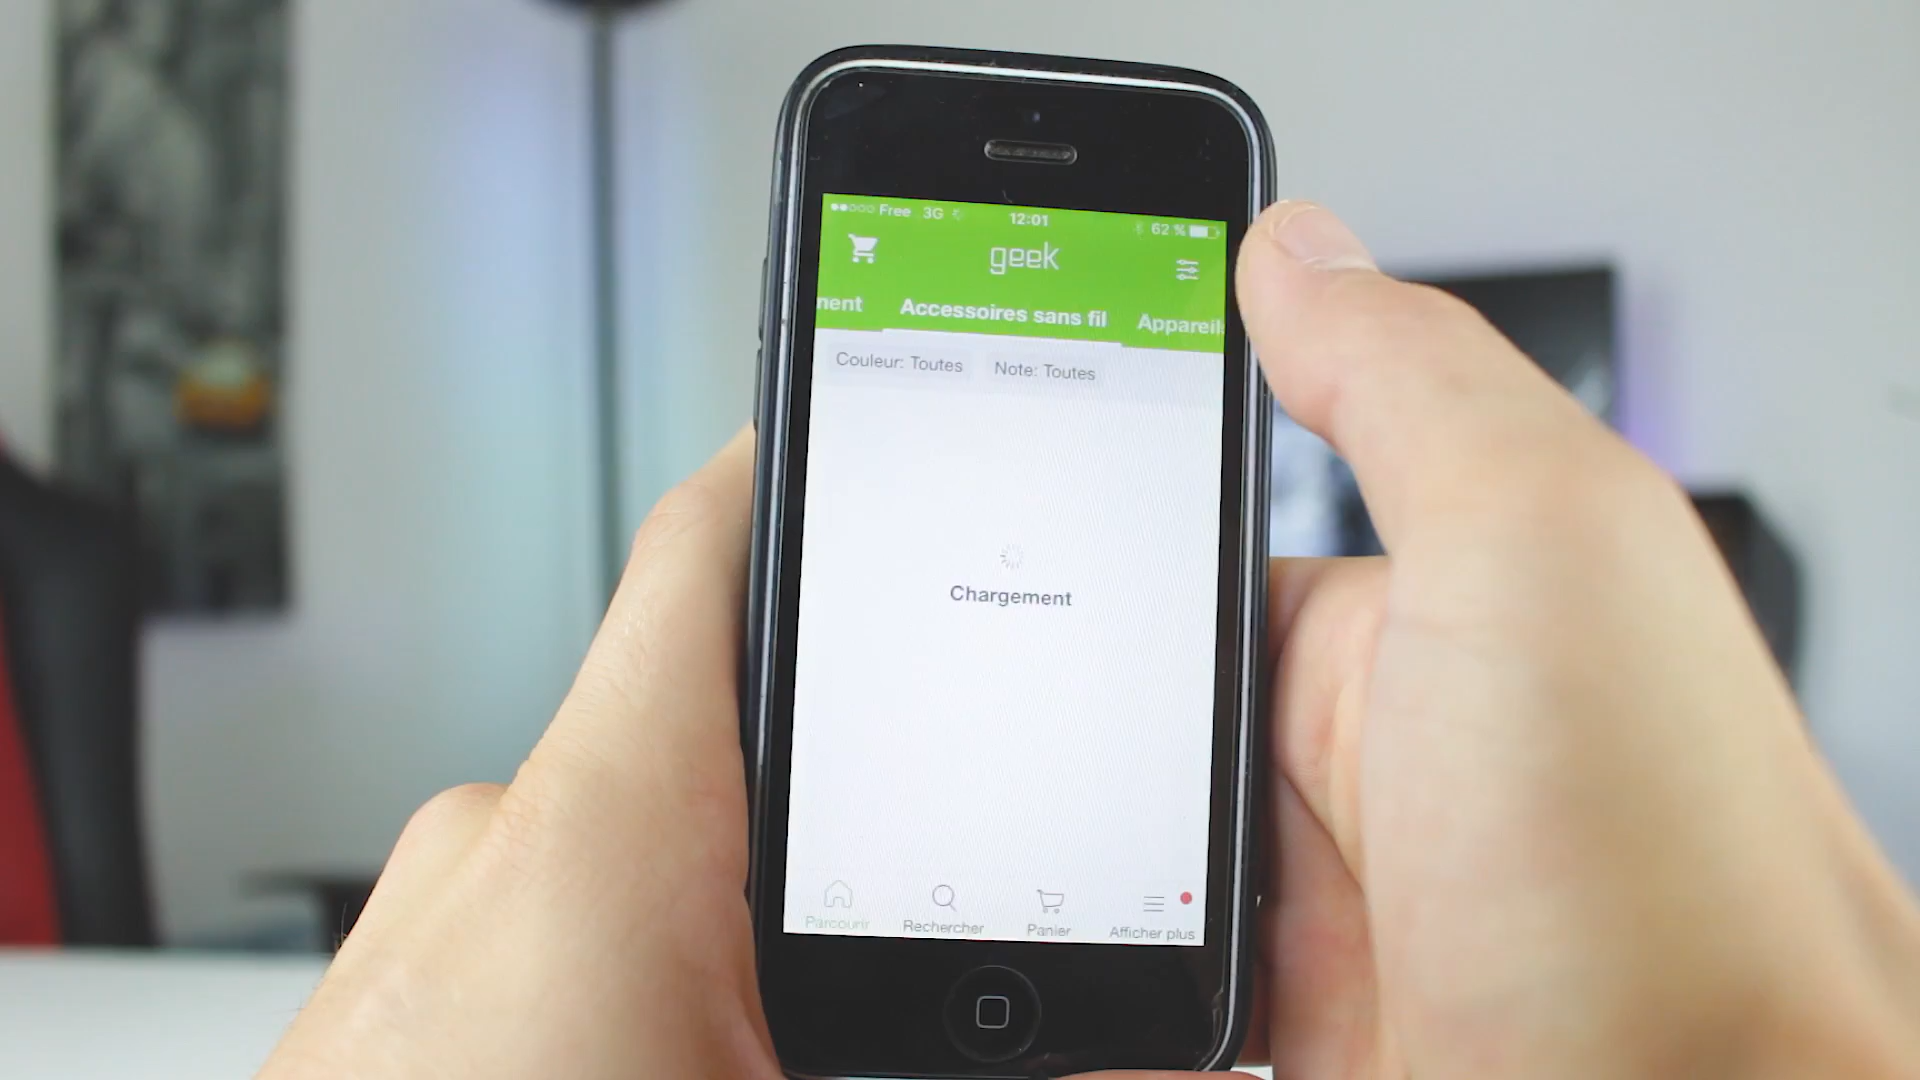 Free 3G 12:01 62 %
geek
nent Accessoires sans fil Appareil
Couleur: Toutes Note: Toutes
Chargement
Parcourir Rechercher Panier Afficher plus